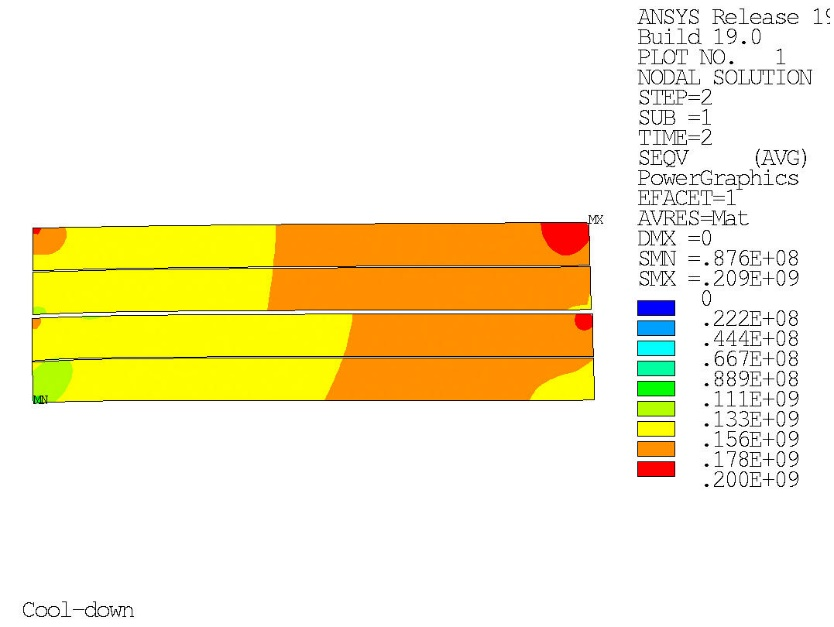 ANSYS Release 19
Build 19.0
PLOT NO. 1
NODAL SOLUTION
STEP=2
SUB =1
TIME=2
SEQV (AVG)
PowerGraphics
EFACET=1
AVRES=Mat
DMX =0
SMN =.876E+08
SMX =.209E+09
0
.222E+08
.444E+08
.667E+08
.889E+08
.111E+09
.133E+09
.156E+09
.178E+09
.200E+09
MX
MN
Cool-down